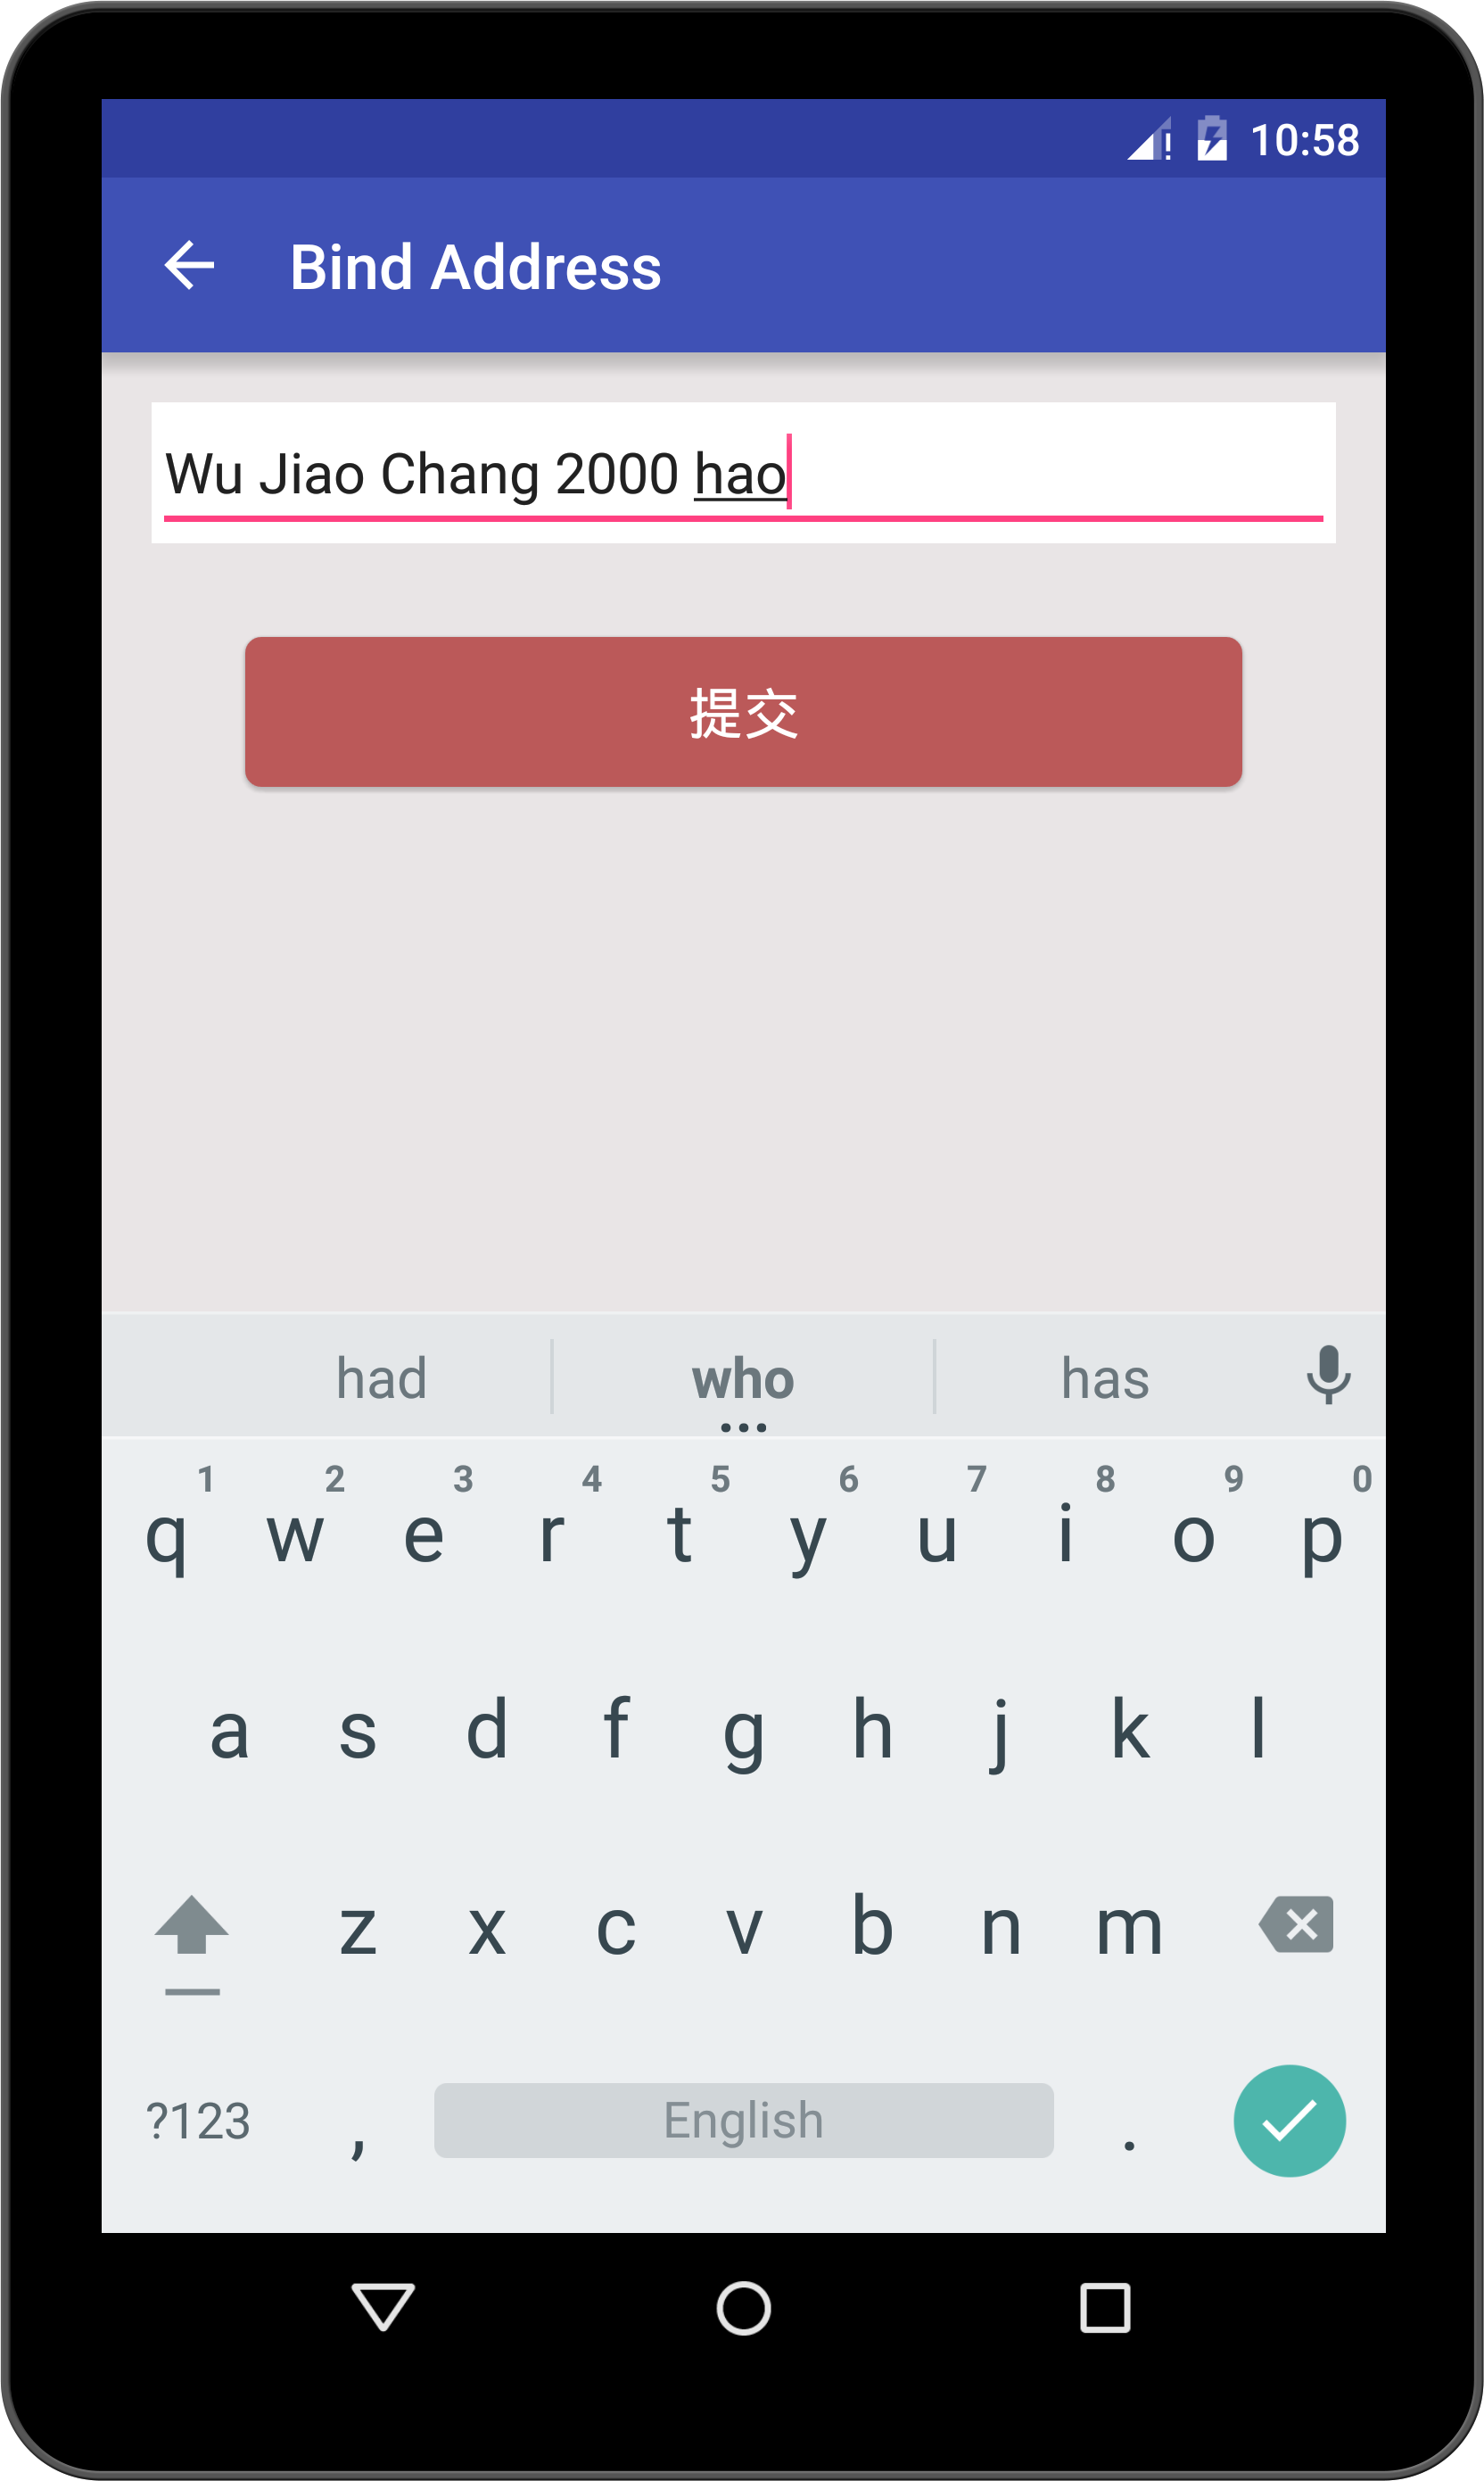 10:58
Bind Address
Wu Jiao Chang 2000 hao
提交
had who has
1 2 3 4 5 6 7 8 9 0
q w e r t y u i o p
a s d f g h j k l
z x c v b n m
?123 , English .